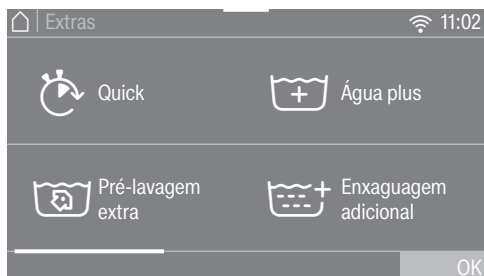 Extras 11:02
Quick
Água plus
Pré-lavagem
extra
Enxaguagem
adicional
OK